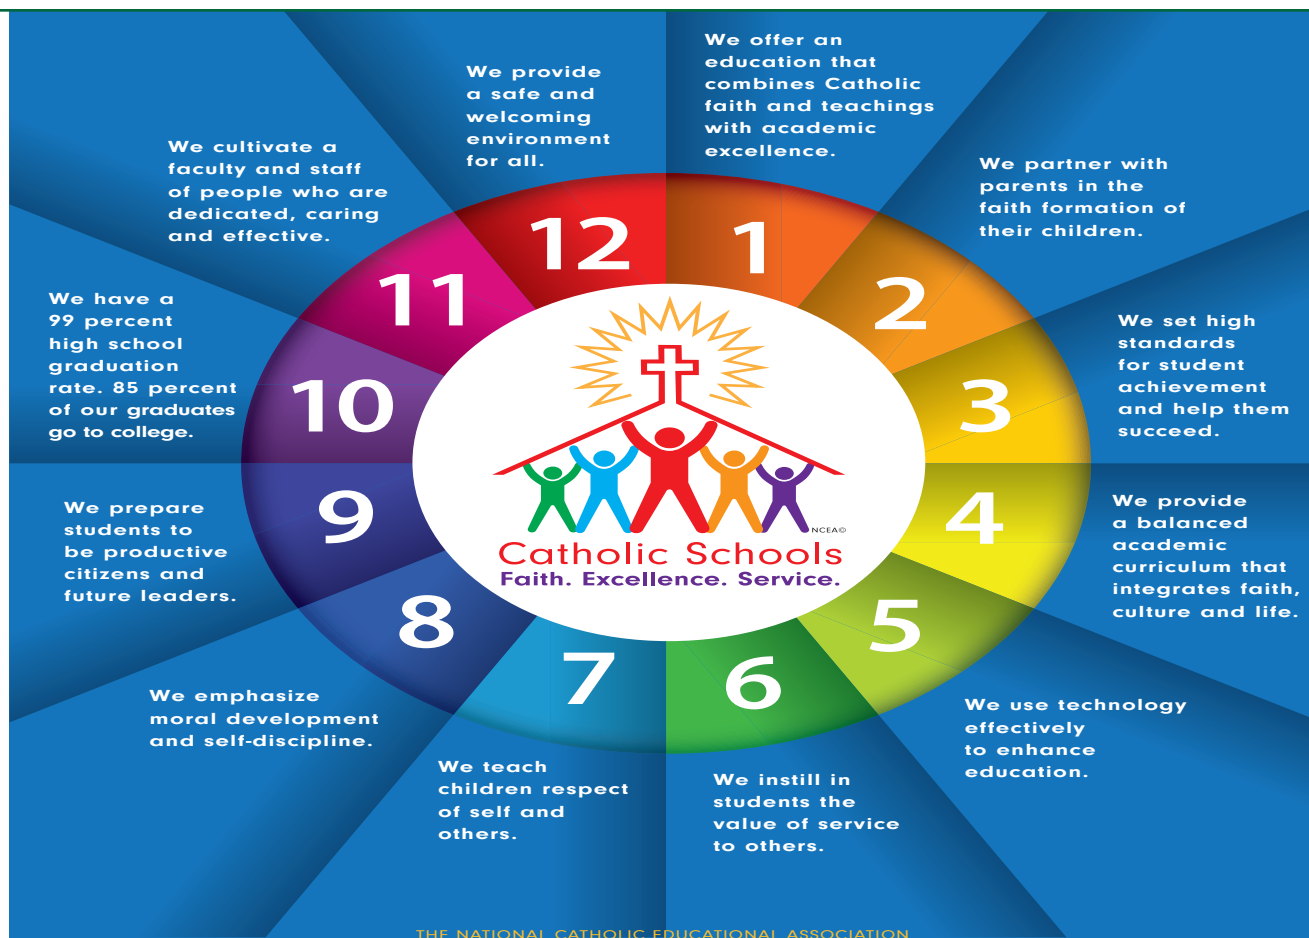 1
We offer an
education that
combines Catholic
faith and teachings
with academic
excellence.
2
We partner with
parents in the
faith formation of
their children.
3
We set high
standards
for student
achievement
and help them
succeed.
4
We provide
a balanced
academic
curriculum that
integrates faith,
culture and life.
5
We use technology
effectively
to enhance
education.
6
We instill in
students the
value of service
to others.
7
We teach
children respect
of self and
others.
8
We emphasize
moral development
and self-discipline.
9
We prepare
students to
be productive
citizens and
future leaders.
10
We have a
99 percent
high school
graduation
rate. 85 percent
of our graduates
go to college.
11
We cultivate a
faculty and staff
of people who are
dedicated, caring
and effective.
12
We provide
a safe and
welcoming
environment
for all.
NCEA©
Catholic Schools
Faith. Excellence. Service.
THE NATIONAL CATHOLIC EDUCATIONAL ASSOCIATION